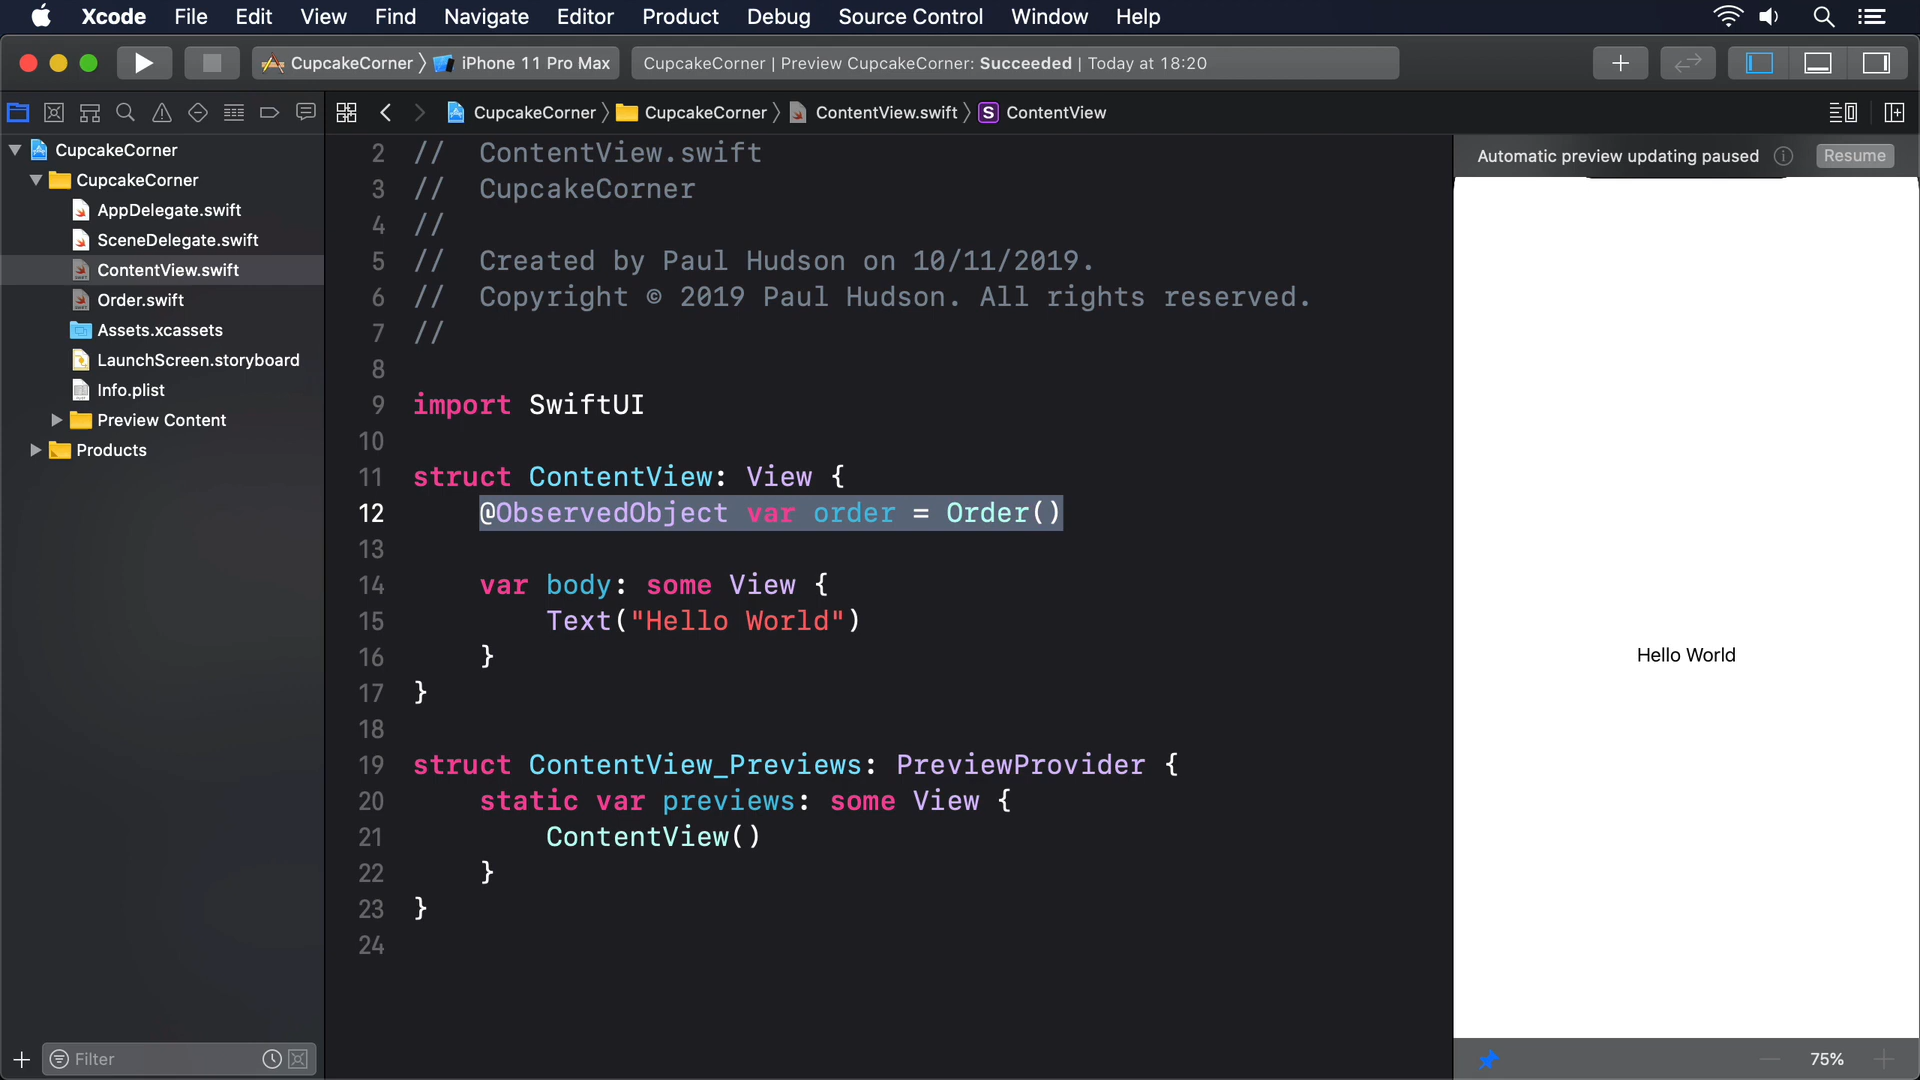 Xcode File Edit View Find Navigate Editor Product Debug Source Control Window Help
CupcakeCorner iPhone 11 Pro Max
CupcakeCorner | Preview CupcakeCorner: Succeeded | Today at 18:20
CupcakeCorner CupcakeCorner ContentView.swift S ContentView
CupcakeCorner
CupcakeCorner
AppDelegate.swift
SceneDelegate.swift
ContentView.swift
Order.swift
Assets.xcassets
LaunchScreen.storyboard
Info.plist
Preview Content
Products
Filter
2 // ContentView.swift
3 // CupcakeCorner
4 //
5 // Created by Paul Hudson on 10/11/2019.
6 // Copyright © 2019 Paul Hudson. All rights reserved.
7 //
8
9 import SwiftUI
10
11 struct ContentView: View {
12 @ObservedObject var order = Order()
13
14 var body: some View {
15 Text("Hello World")
16 }
17 }
18
19 struct ContentView_Previews: PreviewProvider {
20 static var previews: some View {
21 ContentView()
22 }
23 }
24
Automatic preview updating paused Resume
Hello World
75%